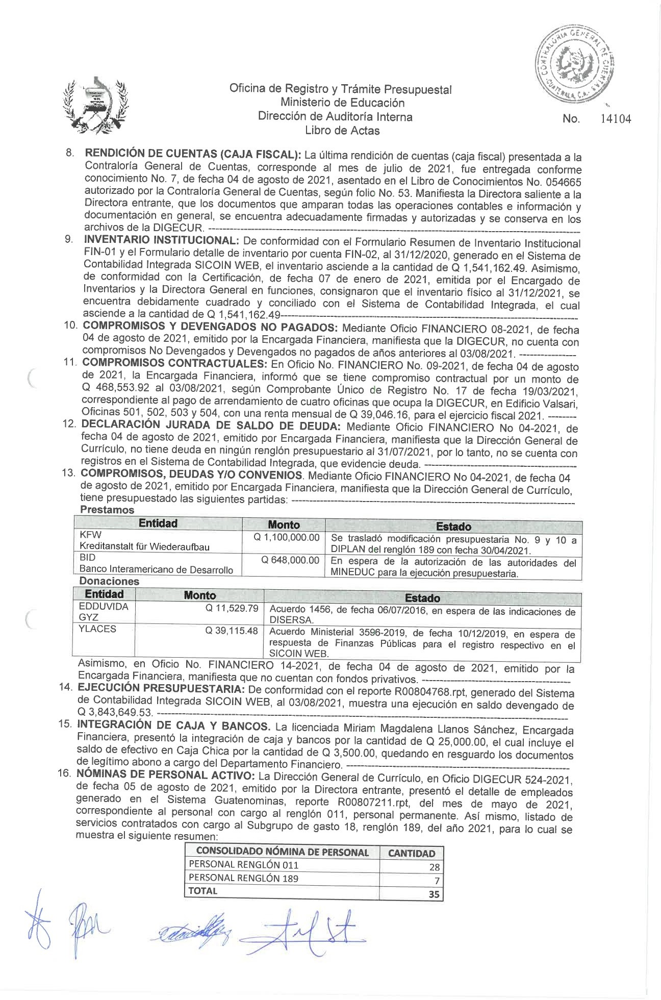 CONTRALORÍA GENERAL DE CUENTAS
GUATEMALA, C.A.
Oficina de Registro y Trámite Presupuestal
Ministerio de Educación
Dirección de Auditoría Interna
Libro de Actas
No. 14104
8. RENDICIÓN DE CUENTAS (CAJA FISCAL): La última rendición de cuentas (caja fiscal) presentada a la
Contraloría General de Cuentas, corresponde al mes de julio de 2021, fue entregada conforme
conocimiento No. 7, de fecha 04 de agosto de 2021, asentado en el Libro de Conocimientos No. 054665
autorizado por la Contraloría General de Cuentas, según folio No. 53. Manifiesta la Directora saliente a la
Directora entrante, que los documentos que amparan todas las operaciones contables e información y
documentación en general, se encuentra adecuadamente firmadas y autorizadas y se conserva en los
archivos de la DIGECUR. ----------
9. INVENTARIO INSTITUCIONAL: De conformidad con el Formulario Resumen de Inventario Institucional
FIN-01 y el Formulario detalle de inventario por cuenta FIN-02, al 31/12/2020, generado en el Sistema de
Contabilidad Integrada SICOIN WEB, el inventario asciende a la cantidad de Q 1,541,162.49. Asimismo,
de conformidad con la Certificación, de fecha 07 de enero de 2021, emitida por el Encargado de
Inventarios y la Directora General en funciones, consignaron que el inventario físico al 31/12/2021, se
encuentra debidamente cuadrado y conciliado con el Sistema de Contabilidad Integrada, el cual
asciende a la cantidad de Q 1,541,162.49----------
10. COMPROMISOS Y DEVENGADOS NO PAGADOS: Mediante Oficio FINANCIERO 08-2021, de fecha
04 de agosto de 2021, emitido por la Encargada Financiera, manifiesta que la DIGECUR, no cuenta con
compromisos No Devengados y Devengados no pagados de años anteriores al 03/08/2021. ----------
11. COMPROMISOS CONTRACTUALES: En Oficio No. FINANCIERO No. 09-2021, de fecha 04 de agosto
de 2021, la Encargada Financiera, informó que se tiene compromiso contractual por un monto de
Q 468,553.92 al 03/08/2021, según Comprobante Único de Registro No. 17 de fecha 19/03/2021,
correspondiente al pago de arrendamiento de cuatro oficinas que ocupa la DIGECUR, en Edificio Valsari,
Oficinas 501, 502, 503 y 504, con una renta mensual de Q 39,046.16, para el ejercicio fiscal 2021. --------
12. DECLARACIÓN JURADA DE SALDO DE DEUDA: Mediante Oficio FINANCIERO No 04-2021, de
fecha 04 de agosto de 2021, emitido por Encargada Financiera, manifiesta que la Dirección General de
Currículo, no tiene deuda en ningún renglón presupuestario al 31/07/2021, por lo tanto, no se cuenta con
registros en el Sistema de Contabilidad Integrada, que evidencie deuda. ----------
13. COMPROMISOS, DEUDAS Y/O CONVENIOS. Mediante Oficio FINANCIERO No 04-2021, de fecha 04
de agosto de 2021, emitido por Encargada Financiera, manifiesta que la Dirección General de Currículo,
tiene presupuestado las siguientes partidas: ----------
Prestamos
Entidad Monto Estado
KFW Q 1,100,000.00 Se trasladó modificación presupuestaria No. 9 y 10 a
Kreditanstalt für Wiederaufbau DIPLAN del renglón 189 con fecha 30/04/2021.
BID Q 648,000.00 En espera de la autorización de las autoridades del
Banco Interamericano de Desarrollo MINEDUC para la ejecución presupuestaria.
Donaciones
Entidad Monto Estado
EDDUVIDA Q 11,529.79 Acuerdo 1456, de fecha 06/07/2016, en espera de las indicaciones de
GYZ DISERSA.
YLACES Q 39,115.48 Acuerdo Ministerial 3596-2019, de fecha 10/12/2019, en espera de
respuesta de Finanzas Públicas para el registro respectivo en el
SICOIN WEB.
Asimismo, en Oficio No. FINANCIERO 14-2021, de fecha 04 de agosto de 2021, emitido por la
Encargada Financiera, manifiesta que no cuentan con fondos privativos. ----------
14. EJECUCIÓN PRESUPUESTARIA: De conformidad con el reporte R00804768.rpt, generado del Sistema
de Contabilidad Integrada SICOIN WEB, al 03/08/2021, muestra una ejecución en saldo devengado de
Q 3,843,649.53. ----------
15. INTEGRACIÓN DE CAJA Y BANCOS. La licenciada Miriam Magdalena Llanos Sánchez, Encargada
Financiera, presentó la integración de caja y bancos por la cantidad de Q 25,000.00, el cual incluye el
saldo de efectivo en Caja Chica por la cantidad de Q 3,500.00, quedando en resguardo los documentos
de legítimo abono a cargo del Departamento Financiero. ----------
16. NÓMINAS DE PERSONAL ACTIVO: La Dirección General de Currículo, en Oficio DIGECUR 524-2021,
de fecha 05 de agosto de 2021, emitido por la Directora entrante, presentó el detalle de empleados
generado en el Sistema Guatenominas, reporte R00807211.rpt, del mes de mayo de 2021,
correspondiente al personal con cargo al renglón 011, personal permanente. Así mismo, listado de
servicios contratados con cargo al Subgrupo de gasto 18, renglón 189, del año 2021, para lo cual se
muestra el siguiente resumen:
CONSOLIDADO NÓMINA DE PERSONAL CANTIDAD
PERSONAL RENGLÓN 011 28
PERSONAL RENGLÓN 189 7
TOTAL 35